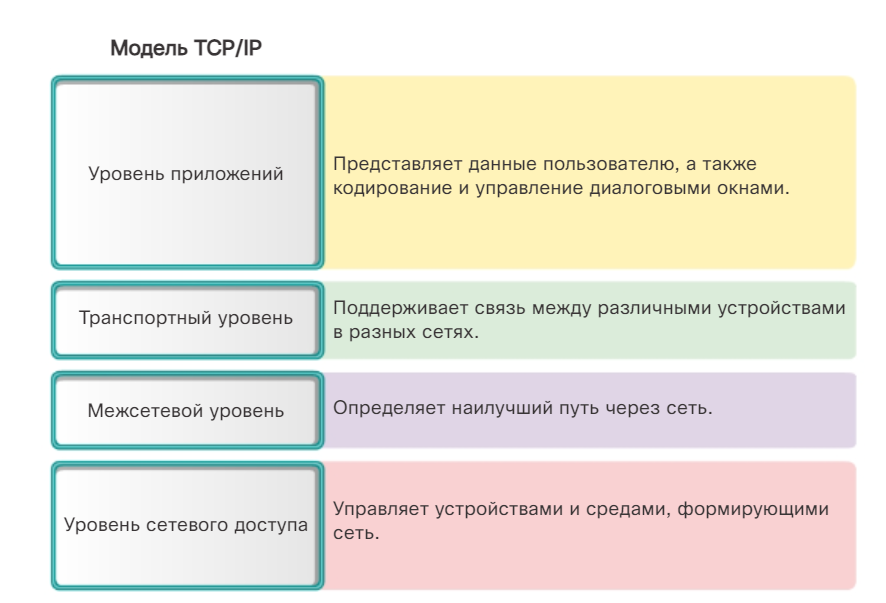 Модель TCP/IP
Уровень приложений
Представляет данные пользователю, а также
кодирование и управление диалоговыми окнами.
Транспортный уровень
Поддерживает связь между различными устройствами
в разных сетях.
Межсетевой уровень
Определяет наилучший путь через сеть.
Уровень сетевого доступа
Управляет устройствами и средами, формирующими
сеть.